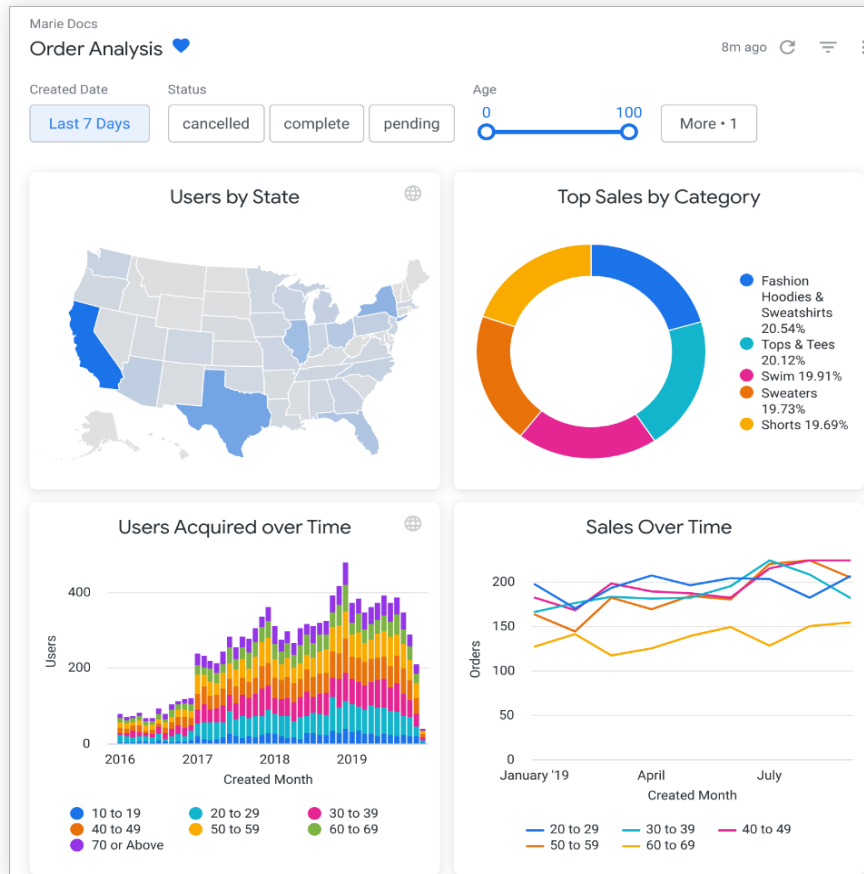 Marie Docs
Order Analysis
8m ago
Created Date
Status
Age
Last 7 Days
cancelled
complete
pending
0
100
More • 1
Users by State
Top Sales by Category
Fashion
Hoodies &
Sweatshirts
20.54%
Tops & Tees
20.12%
Swim 19.91%
Sweaters
19.73%
Shorts 19.69%
Users Acquired over Time
400
200
0
Users
2016
2017
2018
2019
Created Month
10 to 19
20 to 29
30 to 39
40 to 49
50 to 59
60 to 69
70 or Above
Sales Over Time
200
150
100
50
0
Orders
January '19
April
July
Created Month
20 to 29
30 to 39
40 to 49
50 to 59
60 to 69